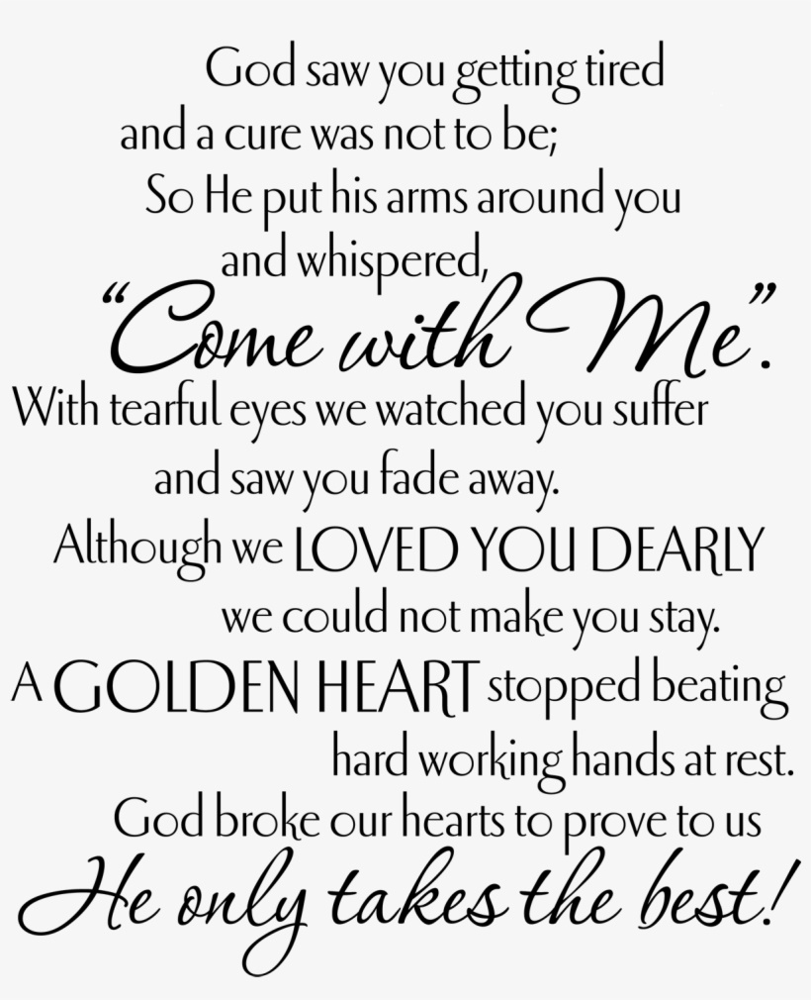 God saw you getting tired
and a cure was not to be;
So He put his arms around you
and whispered,
“Come with Me”.
With tearful eyes we watched you suffer
and saw you fade away.
Although we LOVED YOU DEARLY
we could not make you stay.
A GOLDEN HEART stopped beating
hard working hands at rest.
God broke our hearts to prove to us
He only takes the best!